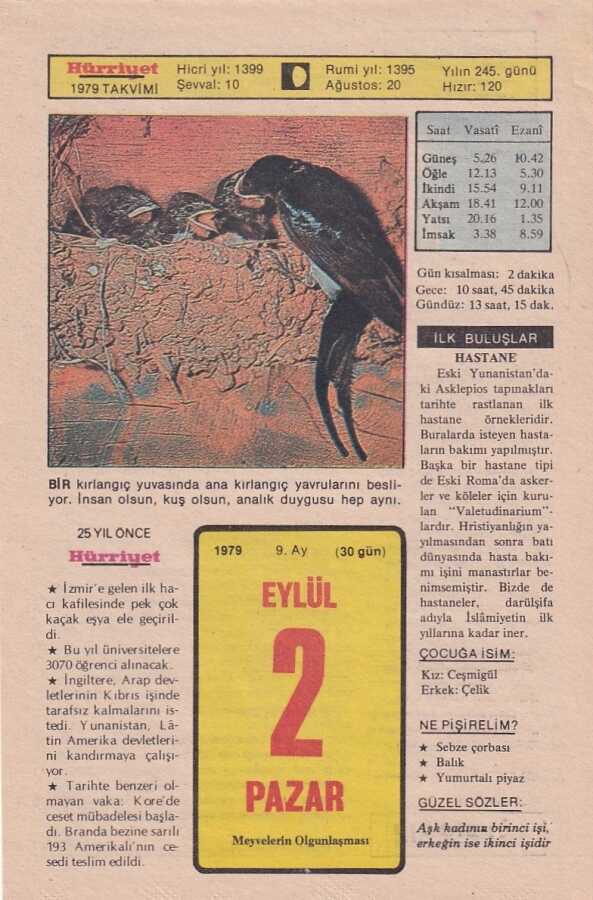 Hürriyet
1979 TAKVİMİ
Hicri yıl: 1399
Şevval: 10
Rumi yıl: 1395
Ağustos: 20
Yılın 245. günü
Hızır: 120
Saat Vasatî Ezanî
Güneş 5.26 10.42
Öğle 12.13 5.30
İkindi 15.54 9.11
Akşam 18.41 12.00
Yatsı 20.16 1.35
İmsak 3.38 8.59
Gün kısalması: 2 dakika
Gece: 10 saat, 45 dakika
Gündüz: 13 saat, 15 dak.
BİR kırlangıç yuvasında ana kırlangıç yavrularını besli-
yor. İnsan olsun, kuş olsun, analık duygusu hep aynı.
İLK BULUŞLAR
HASTANE
Eski Yunanistan'da-
ki Asklepios tapınakları
tarihte rastlanan ilk
hastane örnekleridir.
Buralarda isteyen hasta-
ların bakımı yapılmıştır.
Başka bir hastane tipi
de Eski Roma'da asker-
ler ve köleler için kuru-
lan "Valetudinarium"-
lardır. Hristiyanlığın ya-
yılmasından sonra batı
dünyasında hasta bakı-
mı işini manastırlar be-
nimsemiştir. Bizde de
hastaneler, darülşifa
adıyla İslâmiyetin ilk
yıllarına kadar iner.
ÇOCUĞA İSİM:
Kız: Ceşmigül
Erkek: Çelik
NE PİŞİRELİM?
★ Sebze çorbası
★ Balık
★ Yumurtalı piyaz
GÜZEL SÖZLER:
Aşk kadının birinci işi,
erkeğin ise ikinci işidir
25 YIL ÖNCE
Hürriyet
★ İzmir'e gelen ilk ha-
cı kafilesinde pek çok
kaçak eşya ele geçiril-
di.
★ Bu yıl üniversitelere
3070 öğrenci alınacak.
★ İngiltere, Arap dev-
letlerinin Kıbrıs işinde
tarafsız kalmalarını is-
tedi. Yunanistan, Lâ-
tin Amerika devletleri-
ni kandırmaya çalışı-
yor.
★ Tarihte benzeri ol-
mayan vaka: Kore'de
ceset mübadelesi başla-
dı. Branda bezine sarılı
193 Amerikalı'nın ce-
sedi teslim edildi.
1979 9. Ay (30 gün)
EYLÜL
2
PAZAR
Meyvelerin Olgunlaşması